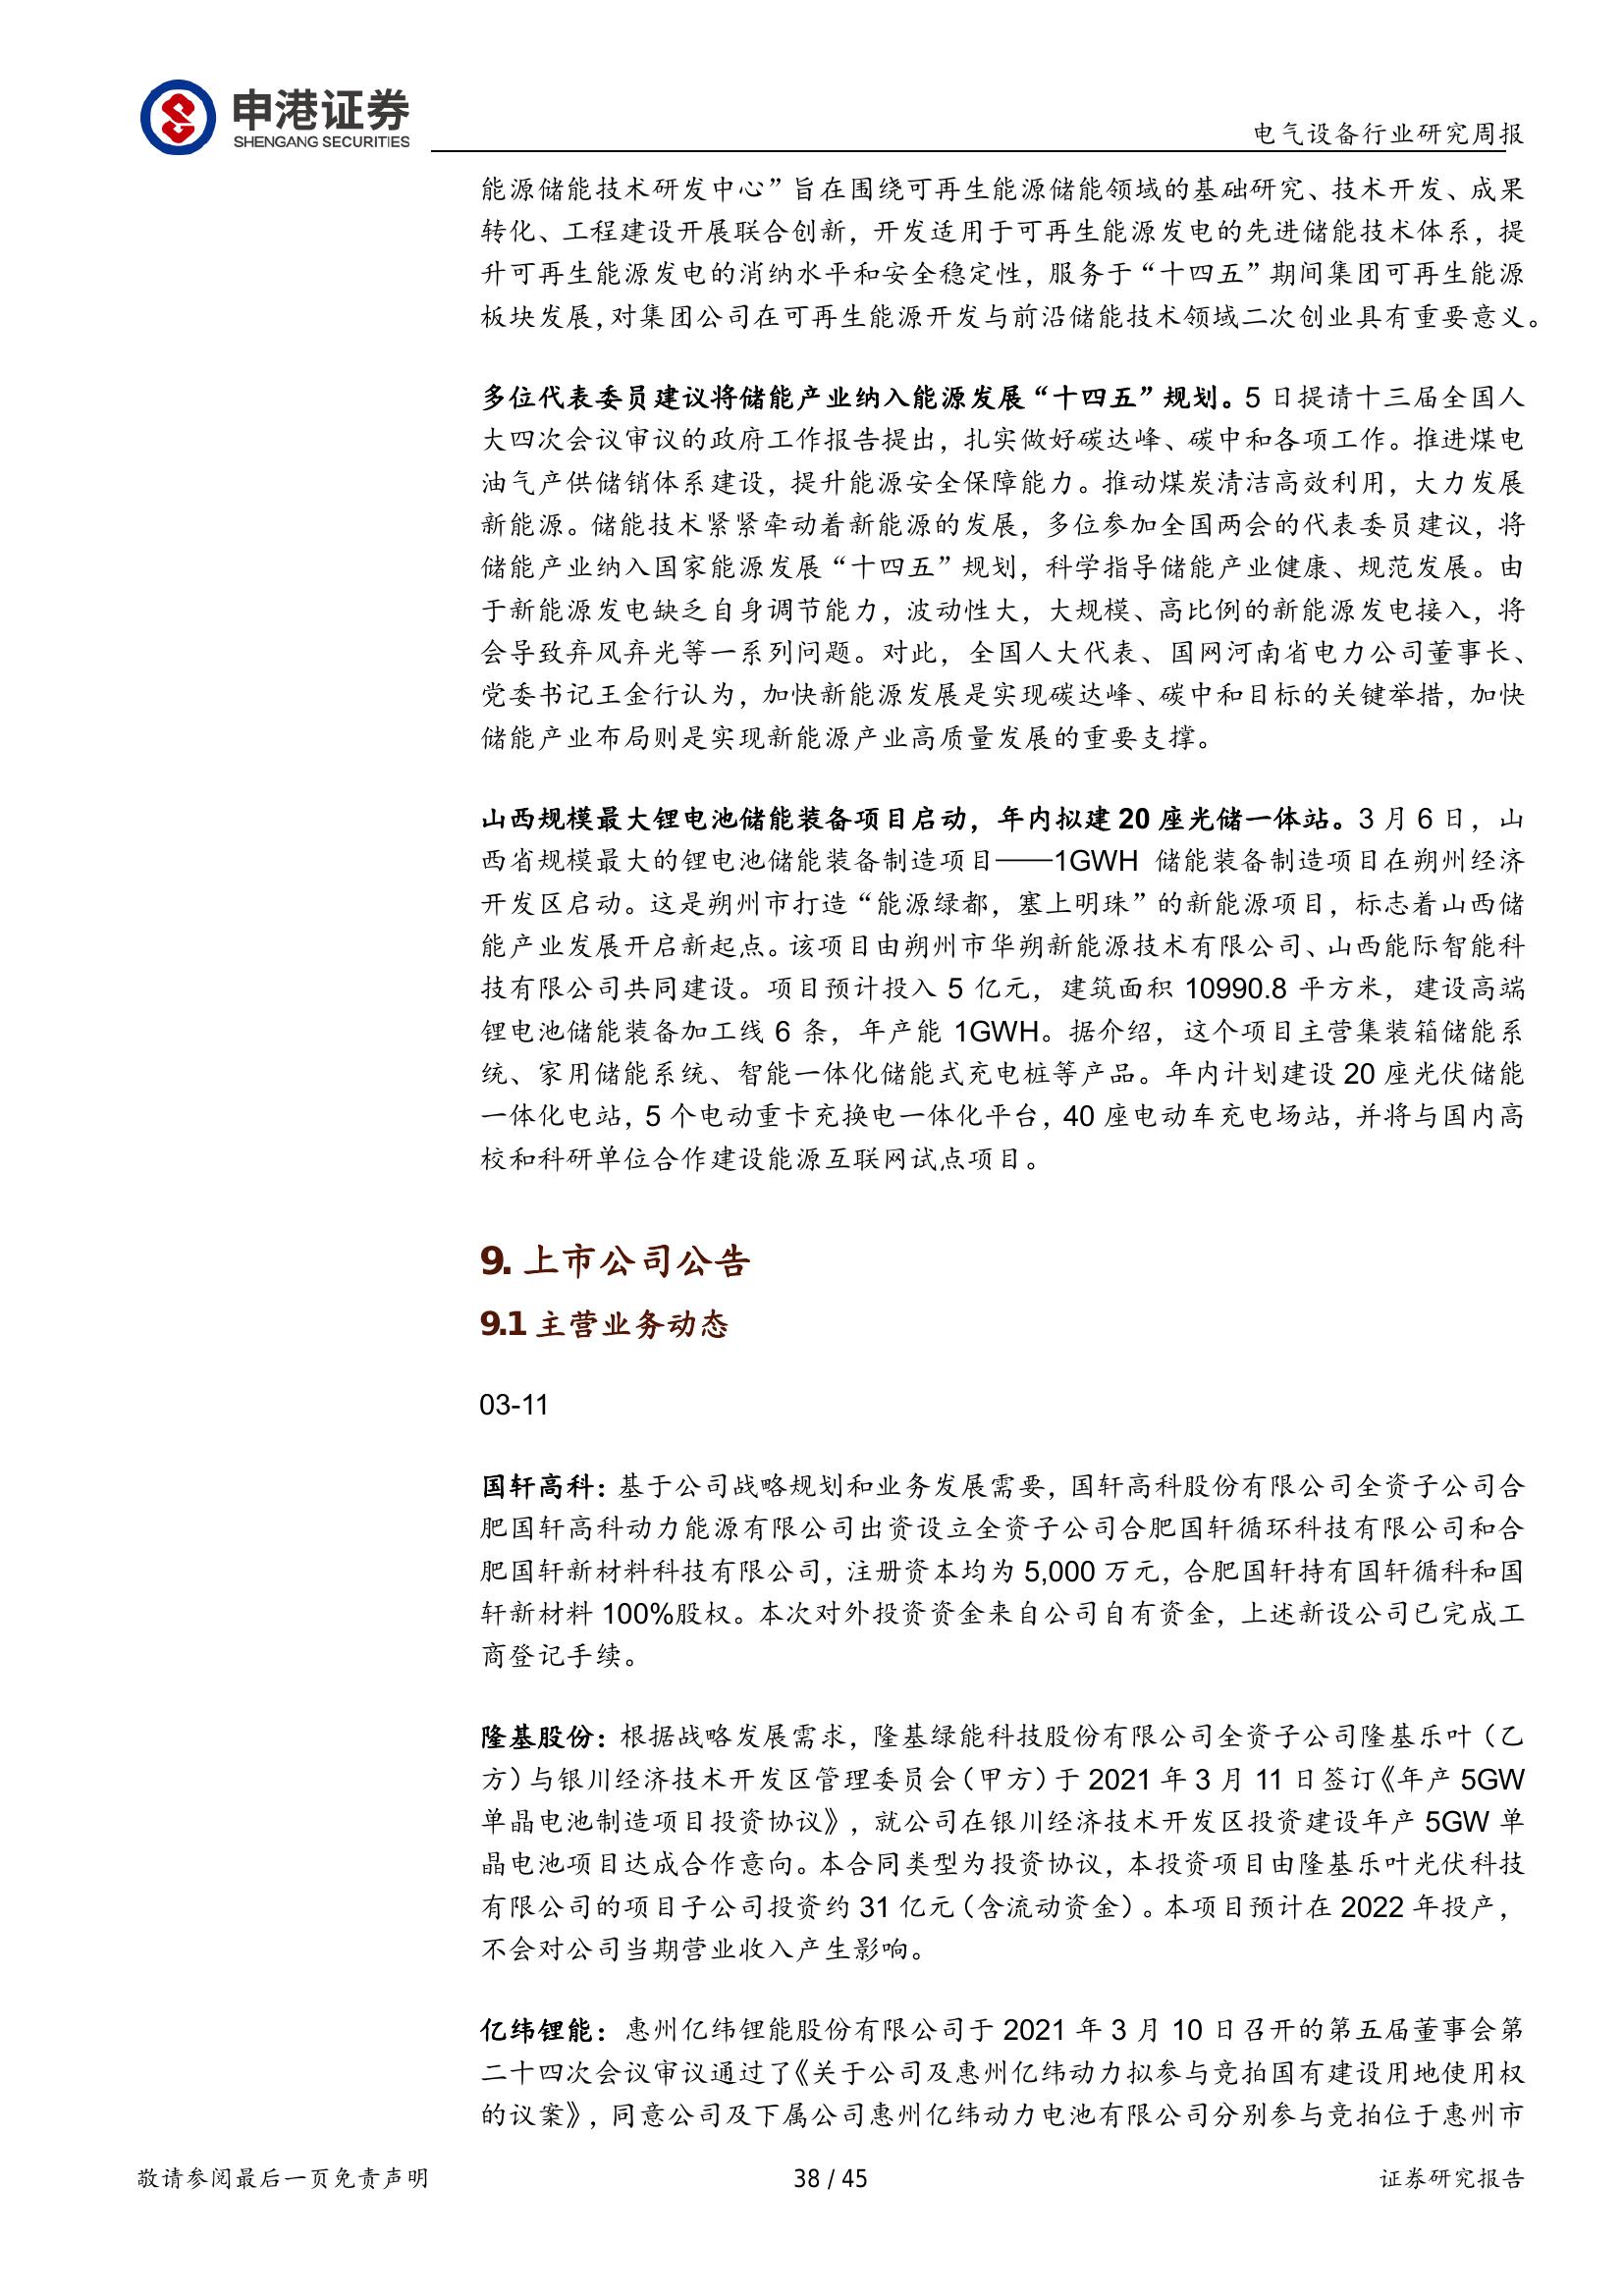 申港证券
SHENGANG SECURITIES
电气设备行业研究周报
能源储能技术研发中心”旨在围绕可再生能源储能领域的基础研究、技术开发、成果
转化、工程建设开展联合创新，开发适用于可再生能源发电的先进储能技术体系，提
升可再生能源发电的消纳水平和安全稳定性，服务于“十四五”期间集团可再生能源
板块发展，对集团公司在可再生能源开发与前沿储能技术领域二次创业具有重要意义。
多位代表委员建议将储能产业纳入能源发展“十四五”规划。5 日提请十三届全国人
大四次会议审议的政府工作报告提出，扎实做好碳达峰、碳中和各项工作。推进煤电
油气产供储销体系建设，提升能源安全保障能力。推动煤炭清洁高效利用，大力发展
新能源。储能技术紧紧牵动着新能源的发展，多位参加全国两会的代表委员建议，将
储能产业纳入国家能源发展“十四五”规划，科学指导储能产业健康、规范发展。由
于新能源发电缺乏自身调节能力，波动性大，大规模、高比例的新能源发电接入，将
会导致弃风弃光等一系列问题。对此，全国人大代表、国网河南省电力公司董事长、
党委书记王金行认为，加快新能源发展是实现碳达峰、碳中和目标的关键举措，加快
储能产业布局则是实现新能源产业高质量发展的重要支撑。
山西规模最大锂电池储能装备项目启动，年内拟建 20 座光储一体站。3 月 6 日，山
西省规模最大的锂电池储能装备制造项目——1GWH 储能装备制造项目在朔州经济
开发区启动。这是朔州市打造“能源绿都，塞上明珠”的新能源项目，标志着山西储
能产业发展开启新起点。该项目由朔州市华朔新能源技术有限公司、山西能际智能科
技有限公司共同建设。项目预计投入 5 亿元，建筑面积 10990.8 平方米，建设高端
锂电池储能装备加工线 6 条，年产能 1GWH。据介绍，这个项目主营集装箱储能系
统、家用储能系统、智能一体化储能式充电桩等产品。年内计划建设 20 座光伏储能
一体化电站，5 个电动重卡充换电一体化平台，40 座电动车充电场站，并将与国内高
校和科研单位合作建设能源互联网试点项目。
9. 上市公司公告
9.1 主营业务动态
03-11
国轩高科：基于公司战略规划和业务发展需要，国轩高科股份有限公司全资子公司合
肥国轩高科动力能源有限公司出资设立全资子公司合肥国轩循环科技有限公司和合
肥国轩新材料科技有限公司，注册资本均为 5,000 万元，合肥国轩持有国轩循科和国
轩新材料 100%股权。本次对外投资资金来自公司自有资金，上述新设公司已完成工
商登记手续。
隆基股份：根据战略发展需求，隆基绿能科技股份有限公司全资子公司隆基乐叶（乙
方）与银川经济技术开发区管理委员会（甲方）于 2021 年 3 月 11 日签订《年产 5GW
单晶电池制造项目投资协议》，就公司在银川经济技术开发区投资建设年产 5GW 单
晶电池项目达成合作意向。本合同类型为投资协议，本投资项目由隆基乐叶光伏科技
有限公司的项目子公司投资约 31 亿元（含流动资金）。本项目预计在 2022 年投产，
不会对公司当期营业收入产生影响。
亿纬锂能：惠州亿纬锂能股份有限公司于 2021 年 3 月 10 日召开的第五届董事会第
二十四次会议审议通过了《关于公司及惠州亿纬动力拟参与竞拍国有建设用地使用权
的议案》，同意公司及下属公司惠州亿纬动力电池有限公司分别参与竞拍位于惠州市
敬请参阅最后一页免责声明
38 / 45
证券研究报告